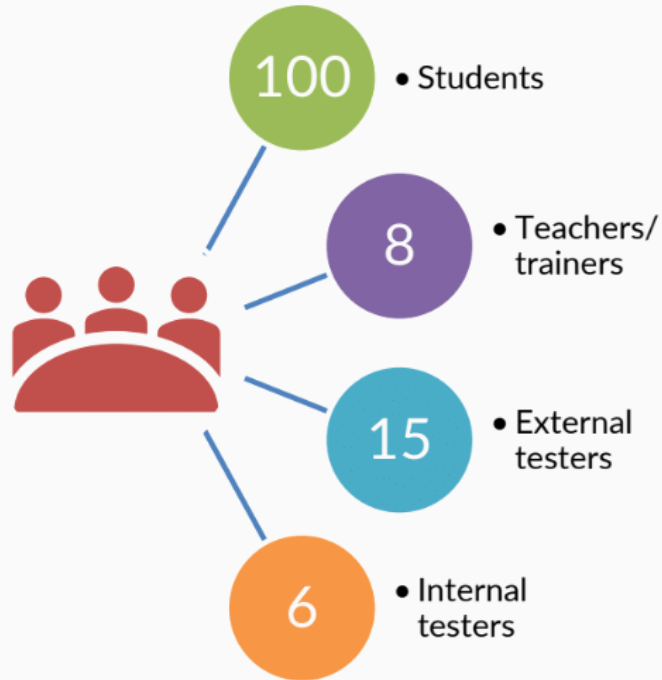 100
• Students
8
• Teachers/
trainers
15
• External
testers
6
• Internal
testers